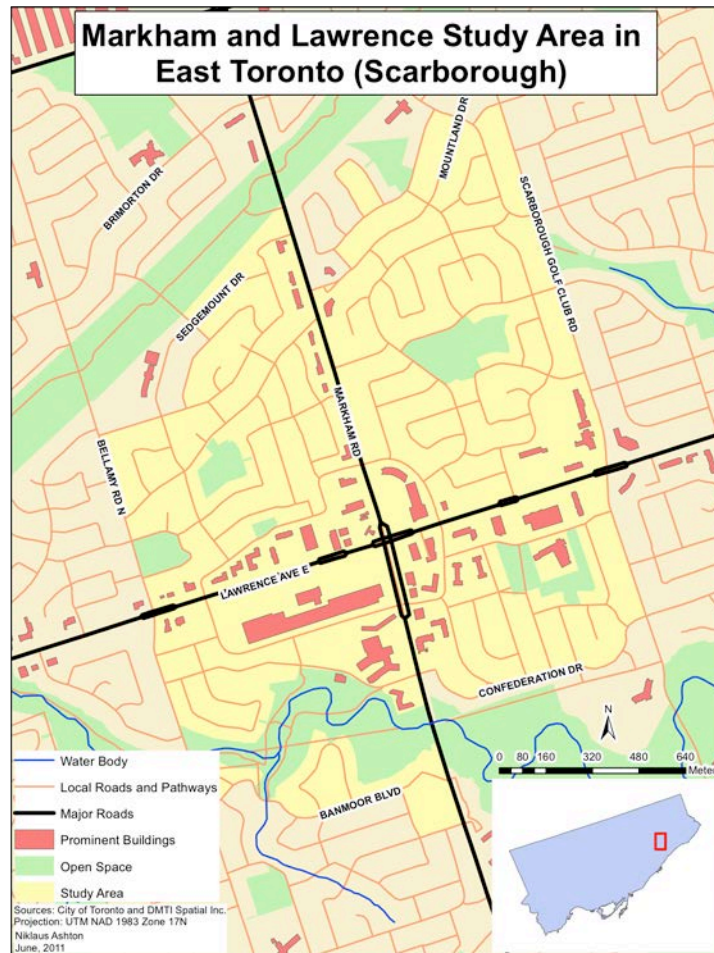 Markham and Lawrence Study Area in
East Toronto (Scarborough)
MOUNTLAND DR
BRIMORTON DR
SCARBOROUGH GOLF CLUB RD
SEDGEMOUNT DR
MARKHAM RD
BELLAMY RD N
LAWRENCE AVE E
CONFEDERATION DR
N
0 80 160 320 480 640
Meter
BANMOOR BLVD
Water Body
Local Roads and Pathways
Major Roads
Prominent Buildings
Open Space
Study Area
Sources: City of Toronto and DMTI Spatial Inc.
Projection: UTM NAD 1983 Zone 17N
Niklaus Ashton
June, 2011